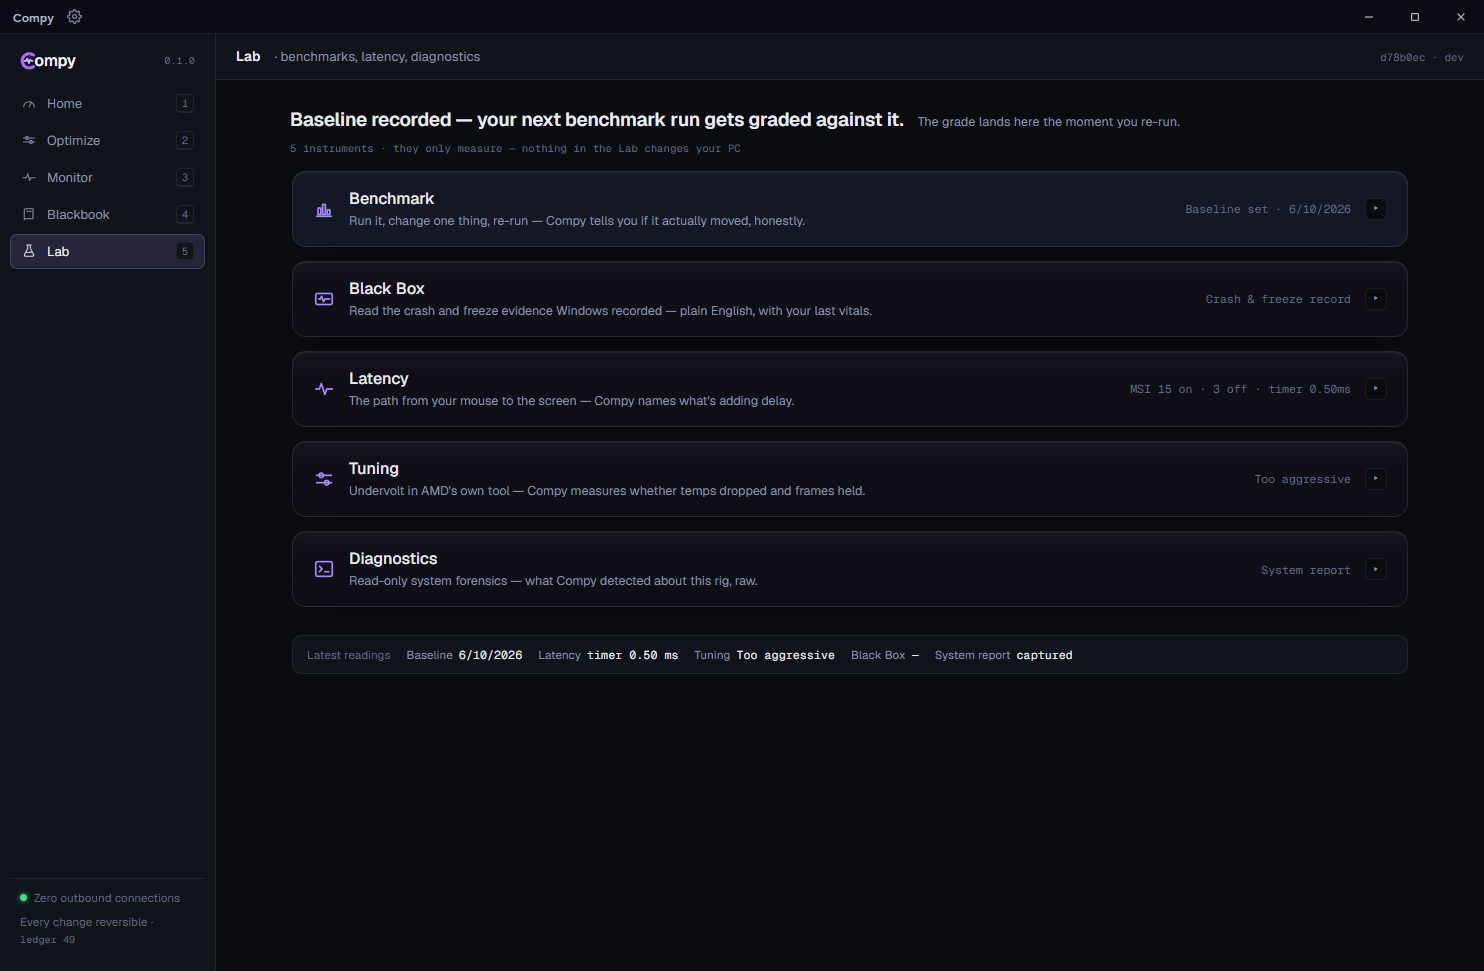 Compy
Compy 0.1.0
Home 1
Optimize 2
Monitor 3
Blackbook 4
Lab 5
Zero outbound connections
Every change reversible ·
ledger 49
Lab · benchmarks, latency, diagnostics
d78b0ec · dev
Baseline recorded — your next benchmark run gets graded against it. The grade lands here the moment you re-run.
5 instruments · they only measure — nothing in the Lab changes your PC
Benchmark
Run it, change one thing, re-run — Compy tells you if it actually moved, honestly.
Baseline set · 6/10/2026
Black Box
Read the crash and freeze evidence Windows recorded — plain English, with your last vitals.
Crash & freeze record
Latency
The path from your mouse to the screen — Compy names what's adding delay.
MSI 15 on · 3 off · timer 0.50ms
Tuning
Undervolt in AMD's own tool — Compy measures whether temps dropped and frames held.
Too aggressive
Diagnostics
Read-only system forensics — what Compy detected about this rig, raw.
System report
Latest readings Baseline 6/10/2026 Latency timer 0.50 ms Tuning Too aggressive Black Box — System report captured